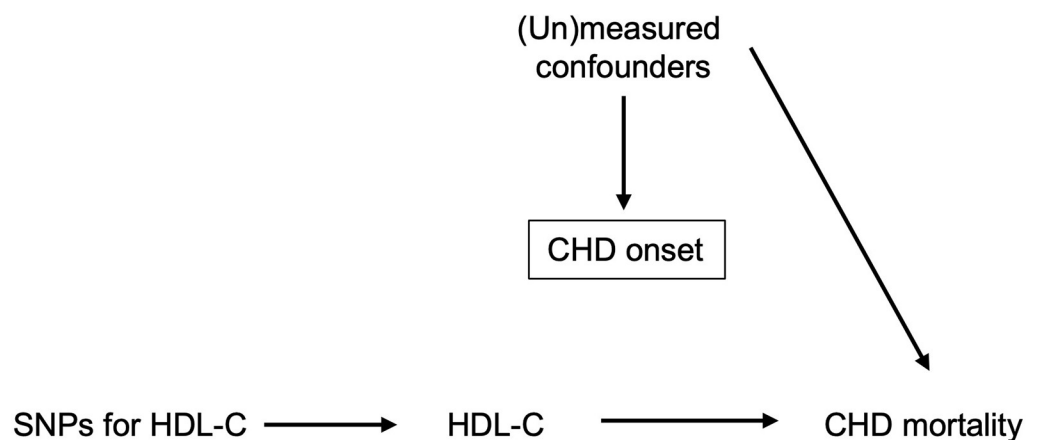 (Un)measured
confounders
CHD onset
SNPs for HDL-C
HDL-C
CHD mortality